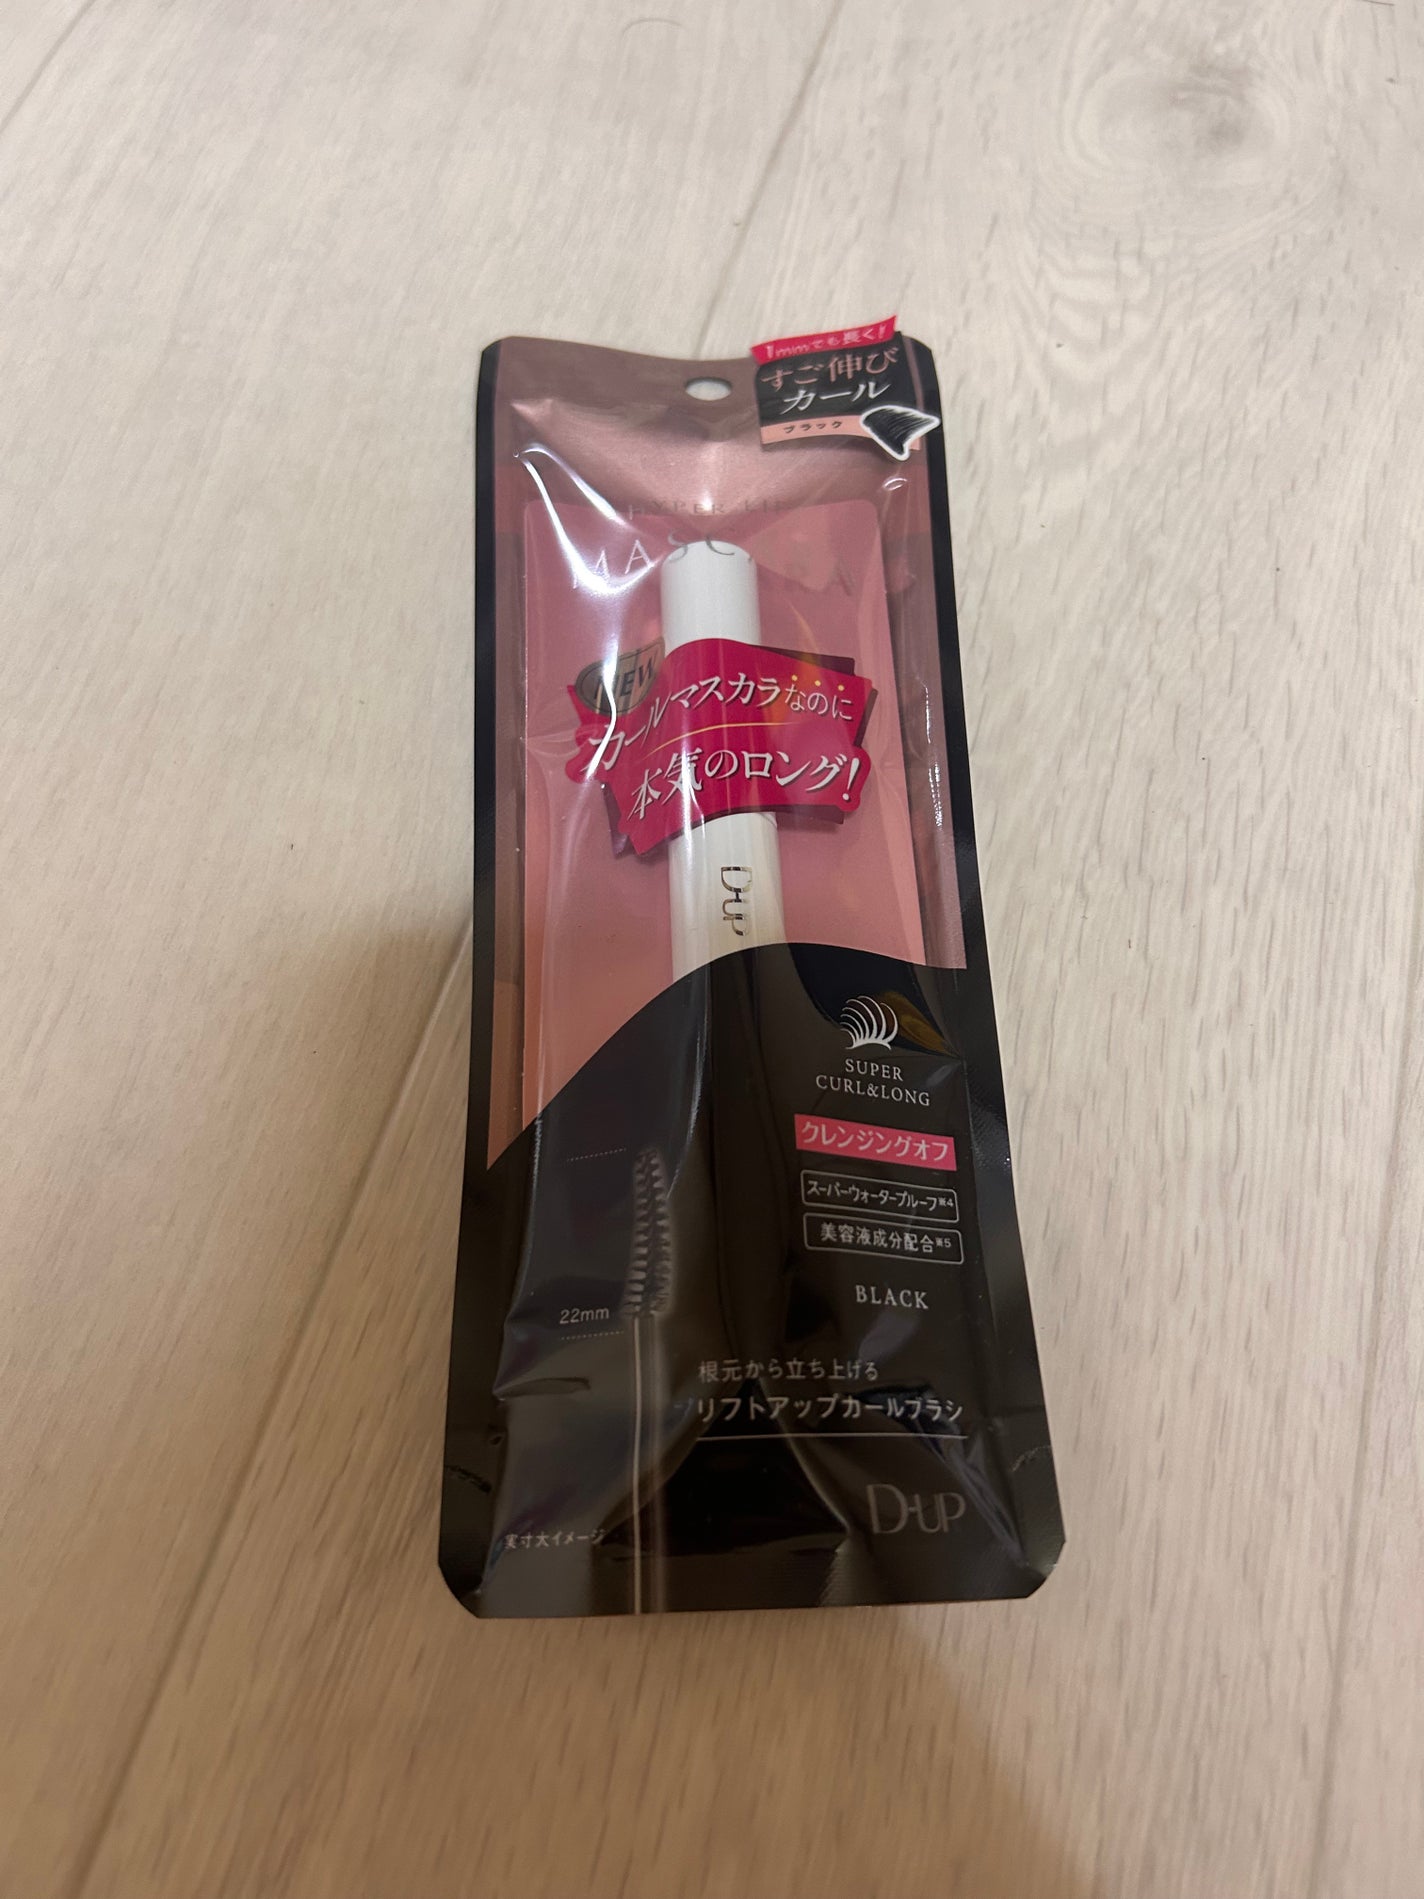 1mmでも長く!
すご伸び
カール
ブラック
HYPER LIF
MASCARA
NEW
カールマスカラなのに
本気のロング!
D-UP
SUPER
CURL&LONG
クレンジングオフ
スーパーウォータープルーフ※4
美容液成分配合※5
22mm
BLACK
根元から立ち上げる
リフトアップカールブラシ
D-UP
実寸大イメージ